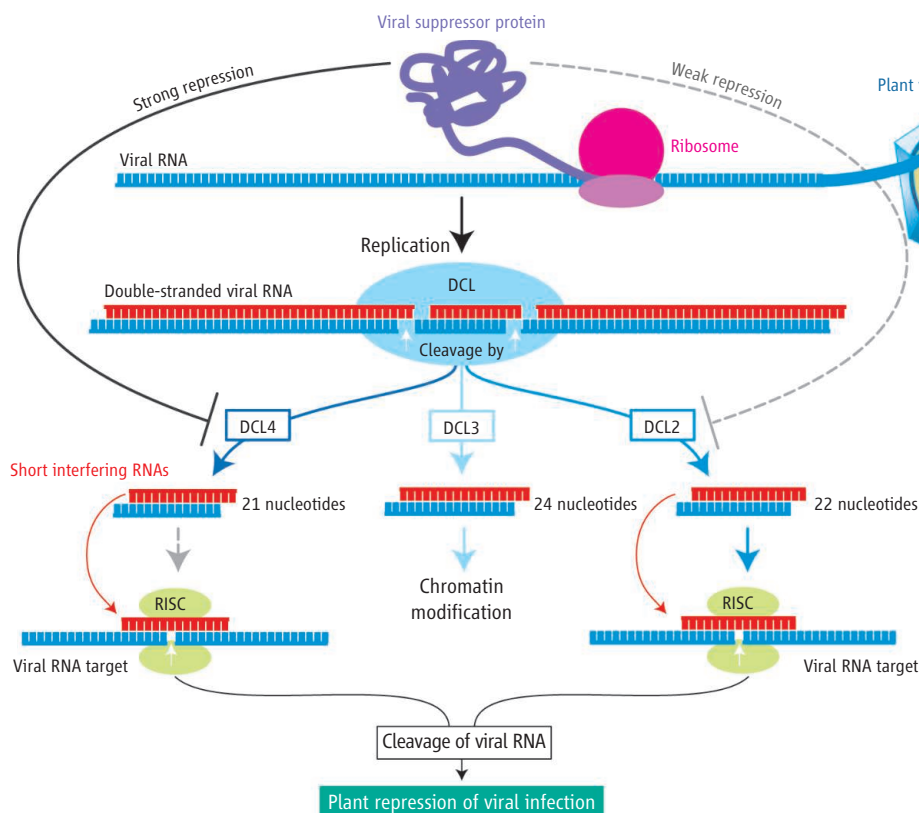 Viral suppressor protein
Strong repression
Weak repression
Plant
Ribosome
Viral RNA
Replication
DCL
Double-stranded viral RNA
Cleavage by
DCL4
DCL3
DCL2
Short interfering RNAs
21 nucleotides
24 nucleotides
22 nucleotides
Chromatin
modification
RISC
RISC
Viral RNA target
Viral RNA target
Cleavage of viral RNA
Plant repression of viral infection